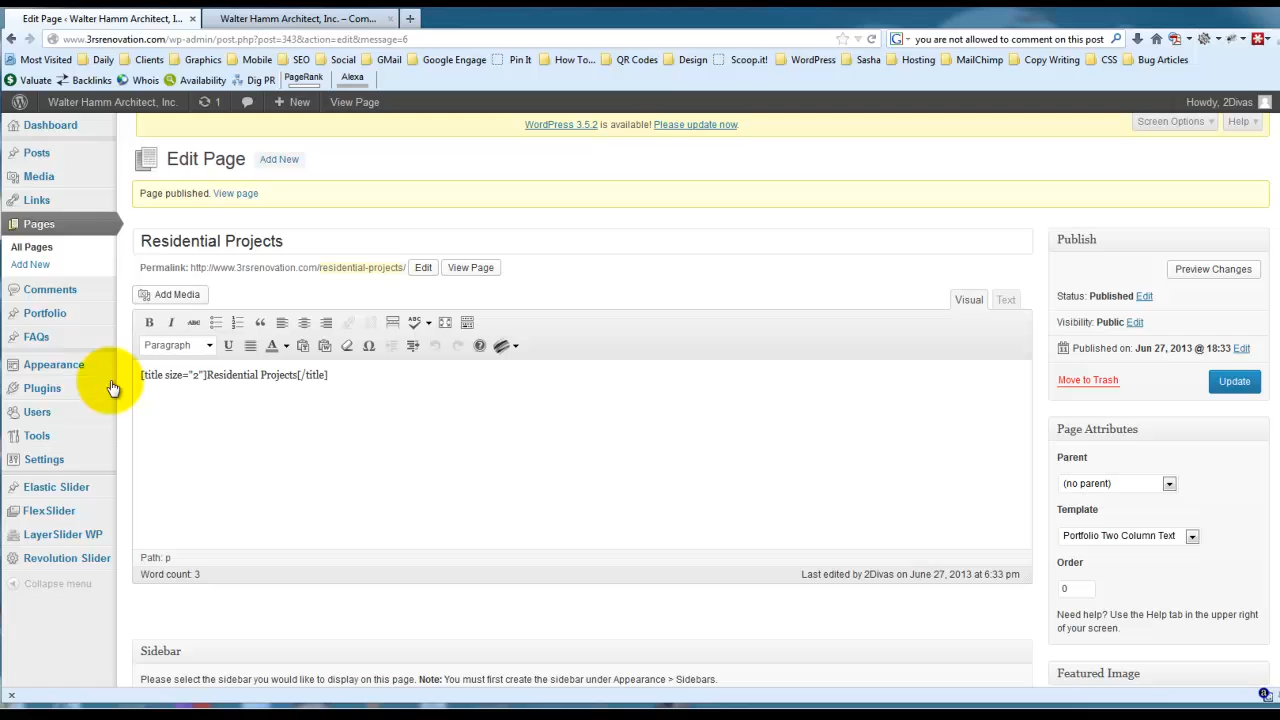 Edit Page ‹ Walter Hamm Architect, I... ×
Walter Hamm Architect, Inc. – Com... ×
www.3rsrenovation.com/wp-admin/post.php?post=343&action=edit&message=6
you are not allowed to comment on this post
Most Visited Daily Clients Graphics Mobile SEO Social GMail Google Engage Pin It How To... QR Codes Design Scoop.it! WordPress Sasha Hosting MailChimp Copy Writing CSS Bug Articles
Valuate Backlinks Whois Availability Dig PR PageRank Alexa
Walter Hamm Architect, Inc. 1 + New View Page Howdy, 2Divas
Dashboard
Posts
Media
Links
Pages
All Pages
Add New
Comments
Portfolio
FAQs
Appearance
Plugins
Users
Tools
Settings
Elastic Slider
FlexSlider
LayerSlider WP
Revolution Slider
Collapse menu
WordPress 3.5.2 is available! Please update now.
Screen Options Help
Edit Page Add New
Page published. View page
Residential Projects
Permalink: http://www.3rsrenovation.com/residential-projects/ Edit View Page
Add Media
Visual Text
B I ABC ABC
Paragraph U A Ω
[title size="2"]Residential Projects[/title]
Path: p
Word count: 3 Last edited by 2Divas on June 27, 2013 at 6:33 pm
Sidebar
Please select the sidebar you would like to display on this page. Note: You must first create the sidebar under Appearance > Sidebars.
Publish
Preview Changes
Status: Published Edit
Visibility: Public Edit
Published on: Jun 27, 2013 @ 18:33 Edit
Move to Trash Update
Page Attributes
Parent
(no parent)
Template
Portfolio Two Column Text
Order
0
Need help? Use the Help tab in the upper right
of your screen.
Featured Image